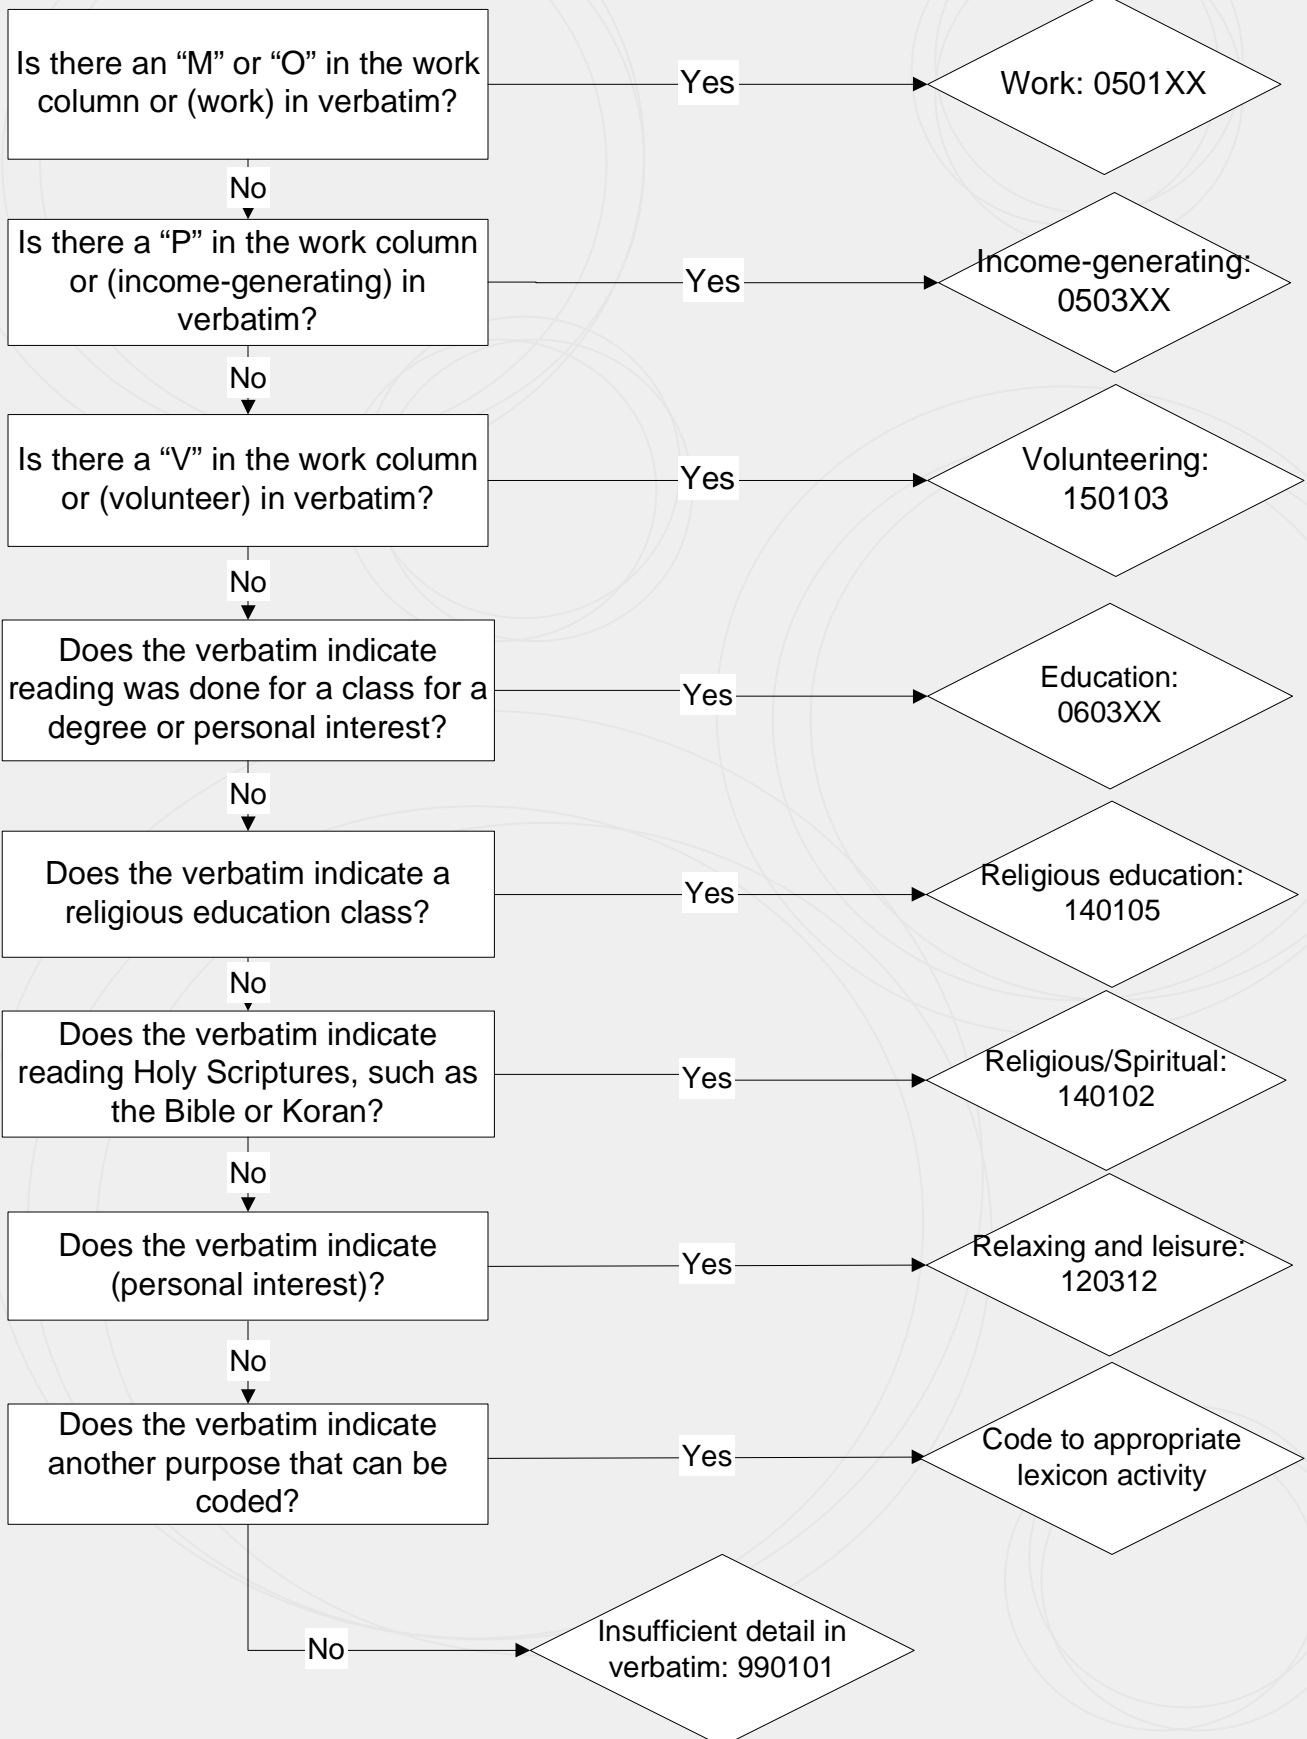 Is there an “M” or “O” in the work
column or (work) in verbatim?
Yes
Work: 0501XX
No
Is there a “P” in the work column
or (income-generating) in
verbatim?
Yes
Income-generating:
0503XX
No
Is there a “V” in the work column
or (volunteer) in verbatim?
Yes
Volunteering:
150103
No
Does the verbatim indicate
reading was done for a class for a
degree or personal interest?
Yes
Education:
0603XX
No
Does the verbatim indicate a
religious education class?
Yes
Religious education:
140105
No
Does the verbatim indicate
reading Holy Scriptures, such as
the Bible or Koran?
Yes
Religious/Spiritual:
140102
No
Does the verbatim indicate
(personal interest)?
Yes
Relaxing and leisure:
120312
No
Does the verbatim indicate
another purpose that can be
coded?
Yes
Code to appropriate
lexicon activity
No
Insufficient detail in
verbatim: 990101